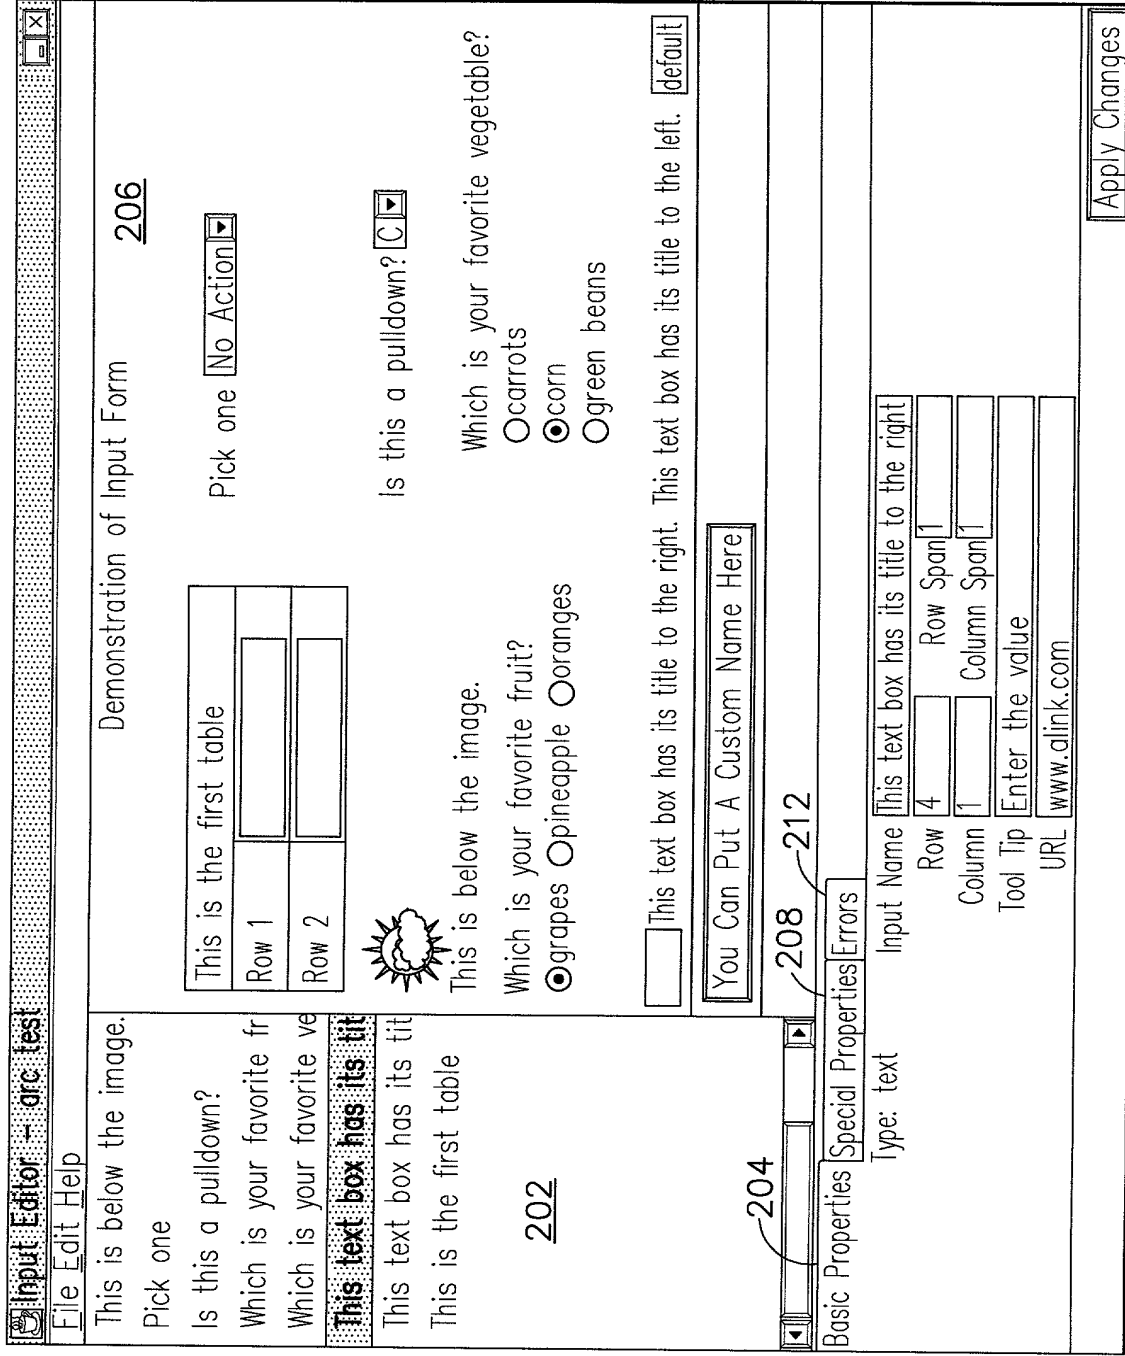 Input Editor – arc test
File Edit Help
This is below the image.
Pick one
Is this a pulldown?
Which is your favorite fr
Which is your favorite ve
This text box has its tit
This text box has its tit
This is the first table
202
Demonstration of Input Form
206
This is the first table
Row 1
Row 2
Pick one No Action
This is below the image.
Is this a pulldown? C
Which is your favorite fruit?
grapes pineapple oranges
Which is your favorite vegetable?
carrots
corn
green beans
This text box has its title to the right. This text box has its title to the left. default
You Can Put A Custom Name Here
204
208
212
Basic Properties Special Properties Errors
Type: text
Input Name This text box has its title to the right
Row 4 Row Span 1
Column 1 Column Span 1
Tool Tip Enter the value
URL www.alink.com
Apply Changes